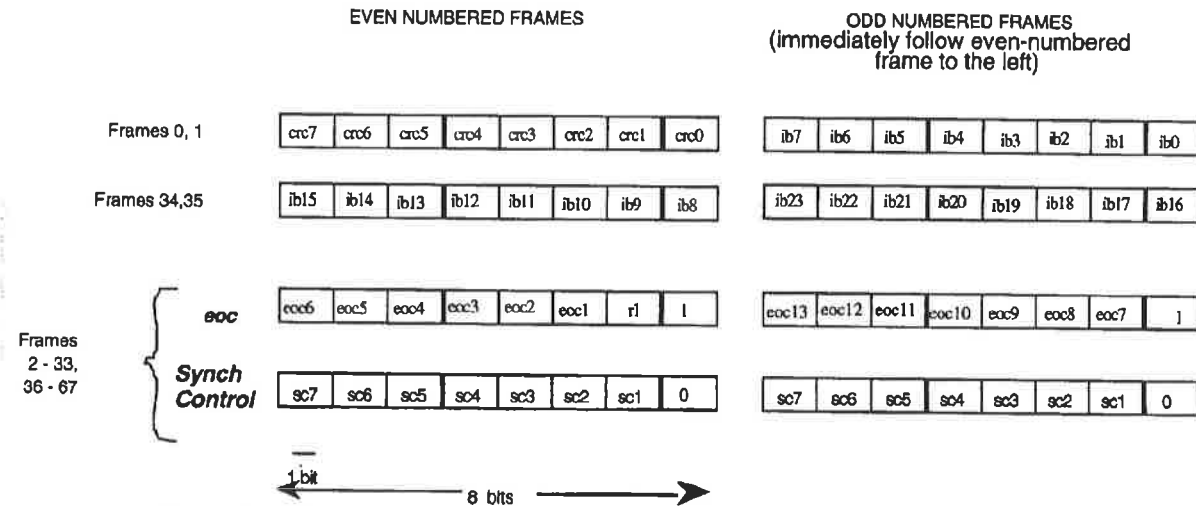 EVEN NUMBERED FRAMES
ODD NUMBERED FRAMES
(immediately follow even-numbered
frame to the left)
Frames 0, 1
crc7 crc6 crc5 crc4 crc3 crc2 crc1 crc0
ib7 ib6 ib5 ib4 ib3 ib2 ib1 ib0
Frames 34,35
ib15 ib14 ib13 ib12 ib11 ib10 ib9 ib8
ib23 ib22 ib21 ib20 ib19 ib18 ib17 ib16
Frames
2 - 33,
36 - 67
eoc
eoc6 eoc5 eoc4 eoc3 eoc2 eoc1 r1 1
eoc13 eoc12 eoc11 eoc10 eoc9 eoc8 eoc7 1
Synch
Control
sc7 sc6 sc5 sc4 sc3 sc2 sc1 0
sc7 sc6 sc5 sc4 sc3 sc2 sc1 0
1 bit
8 bits